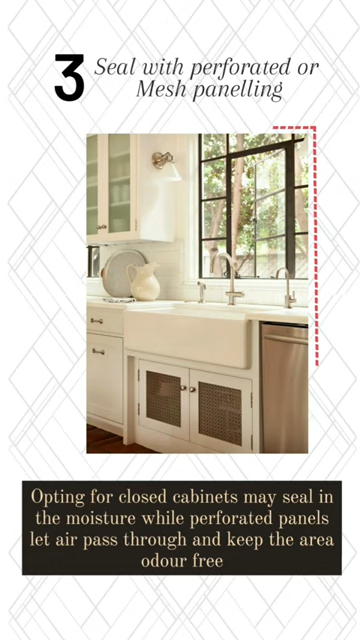 3
Seal with perforated or
Mesh panelling
Opting for closed cabinets may seal in
the moisture while perforated panels
let air pass through and keep the area
odour free